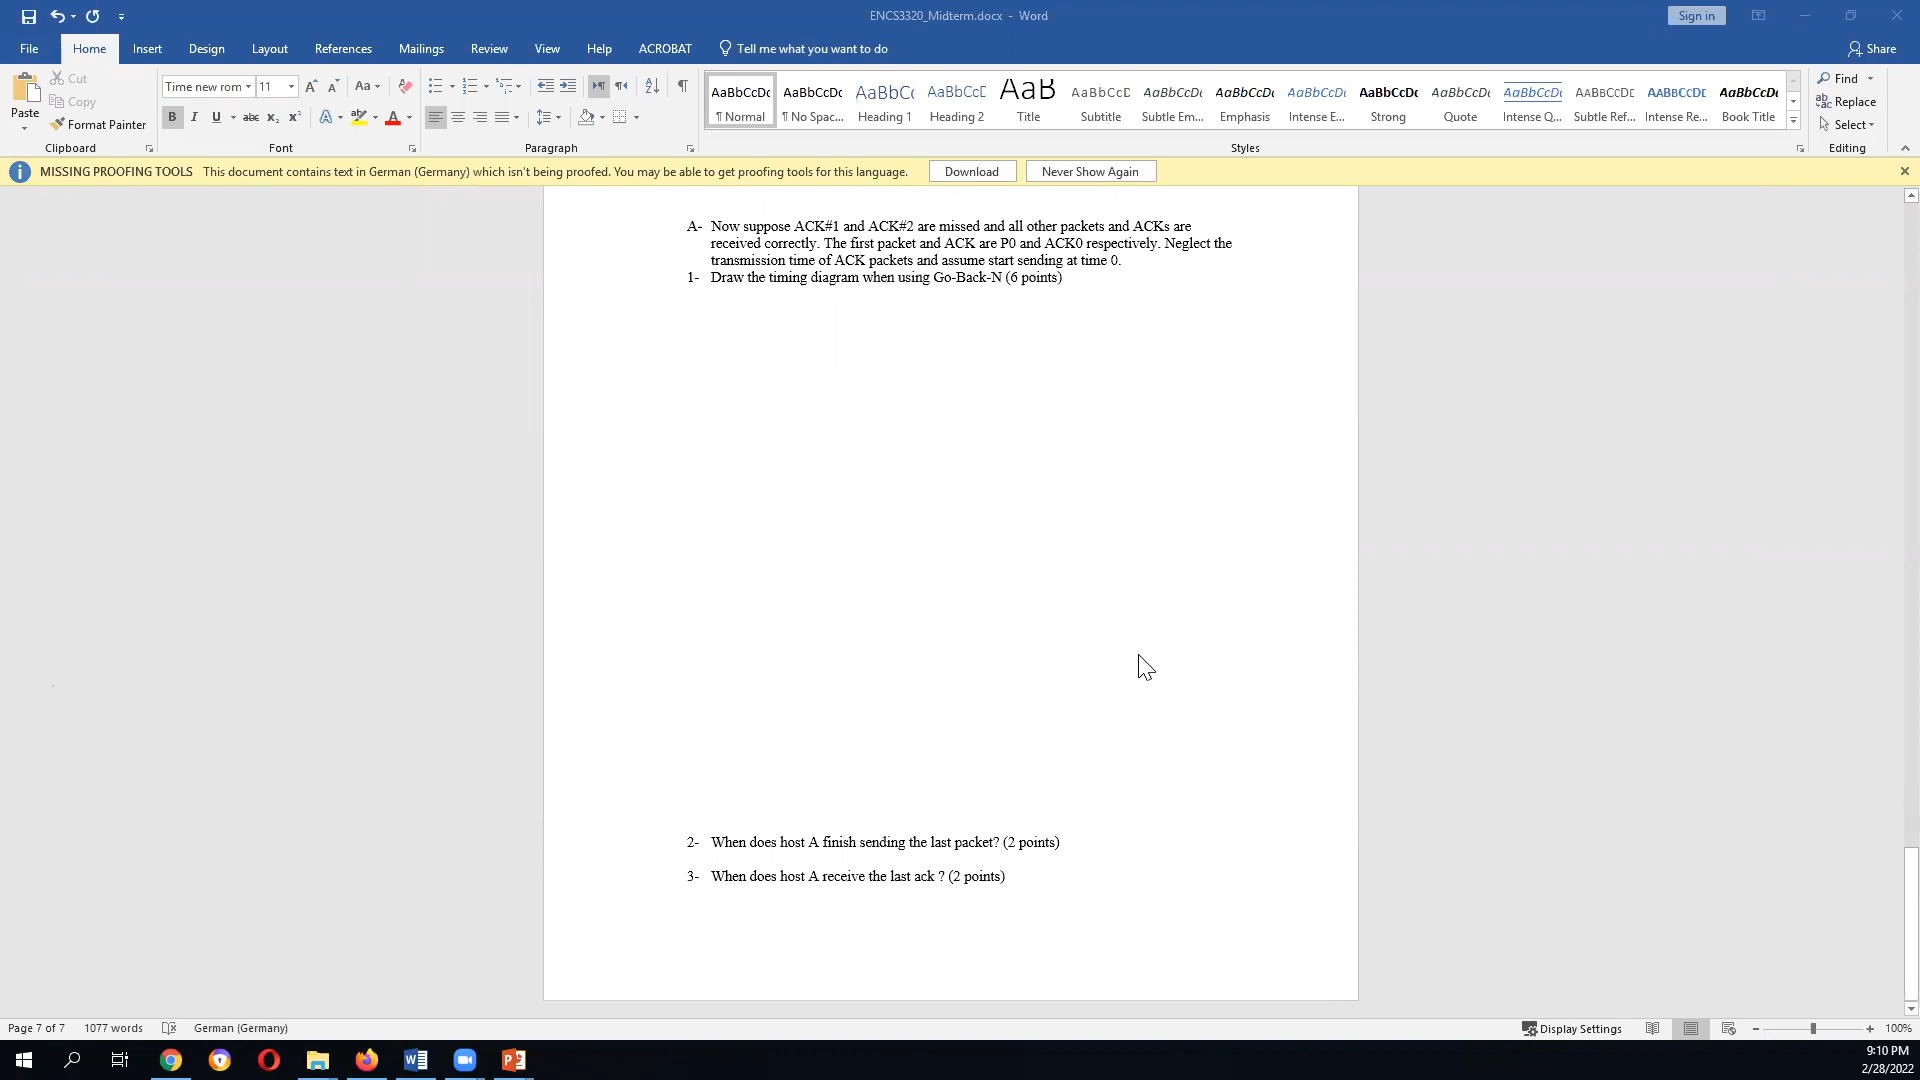 ENCS3320_Midterm.docx - Word
Sign in
File Home Insert Design Layout References Mailings Review View Help ACROBAT Tell me what you want to do Share
Cut
Copy
Paste
Format Painter
Clipboard
Time new rom 11
Font
Paragraph
AaBbCcDc AaBbCcDc AaBbCc AaBbCcD AaB AaBbCcD AaBbCcDc AaBbCcDc AaBbCcDc AaBbCcDc AaBbCcDc AaBbCcDc AABBCCDE AABBCCDE AaBbCcDc
¶ Normal ¶ No Spac... Heading 1 Heading 2 Title Subtitle Subtle Em... Emphasis Intense E... Strong Quote Intense Q... Subtle Ref... Intense Re... Book Title
Styles
Find
Replace
Select
Editing
MISSING PROOFING TOOLS This document contains text in German (Germany) which isn't being proofed. You may be able to get proofing tools for this language. Download Never Show Again
A- Now suppose ACK#1 and ACK#2 are missed and all other packets and ACKs are
received correctly. The first packet and ACK are P0 and ACK0 respectively. Neglect the
transmission time of ACK packets and assume start sending at time 0.
1- Draw the timing diagram when using Go-Back-N (6 points)
2- When does host A finish sending the last packet? (2 points)
3- When does host A receive the last ack ? (2 points)
Page 7 of 7 1077 words German (Germany) Display Settings 100%
9:10 PM
2/28/2022